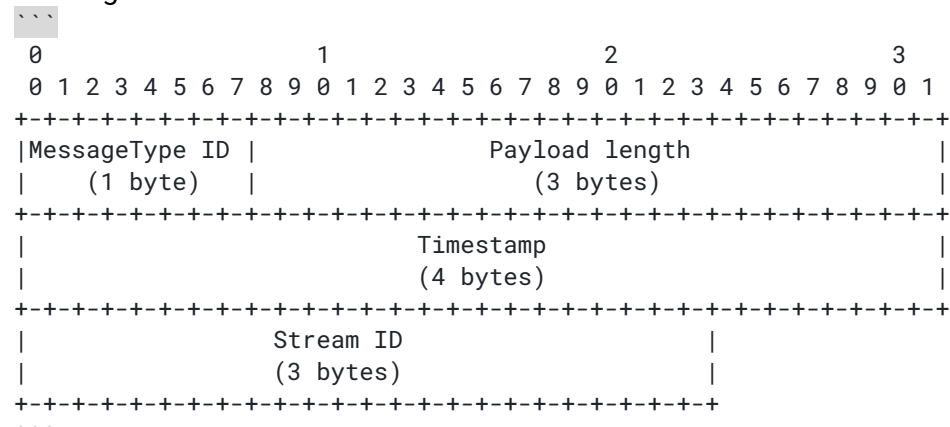 ```
 0                   1                   2                   3
 0 1 2 3 4 5 6 7 8 9 0 1 2 3 4 5 6 7 8 9 0 1 2 3 4 5 6 7 8 9 0 1
+-+-+-+-+-+-+-+-+-+-+-+-+-+-+-+-+-+-+-+-+-+-+-+-+-+-+-+-+-+-+-+-+
|MessageType ID |                Payload length                 |
|    (1 byte)   |                   (3 bytes)                   |
+-+-+-+-+-+-+-+-+-+-+-+-+-+-+-+-+-+-+-+-+-+-+-+-+-+-+-+-+-+-+-+-+
|                           Timestamp                           |
|                           (4 bytes)                           |
+-+-+-+-+-+-+-+-+-+-+-+-+-+-+-+-+-+-+-+-+-+-+-+-+-+-+-+-+-+-+-+-+
|                 Stream ID                     |
|                 (3 bytes)                     |
+-+-+-+-+-+-+-+-+-+-+-+-+-+-+-+-+-+-+-+-+-+-+-+-+